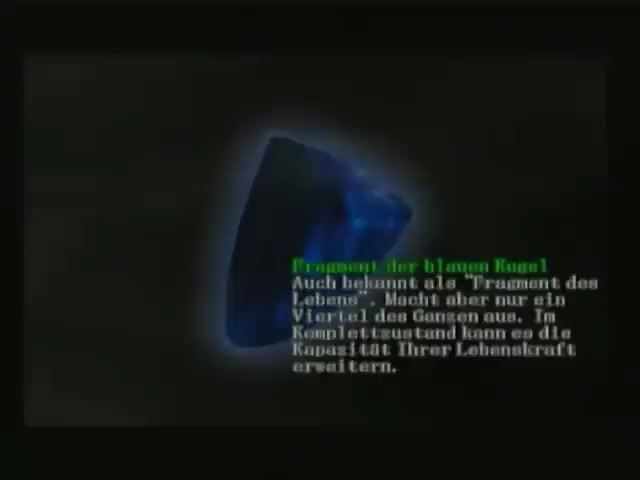 Fragment der blauen Kugel
Auch bekannt als "Fragment des
Lebens". Macht aber nur ein
Viertel des Ganzen aus. Im
Komplettzustand kann es die
Kapazität Ihrer Lebenskraft
erweitern.